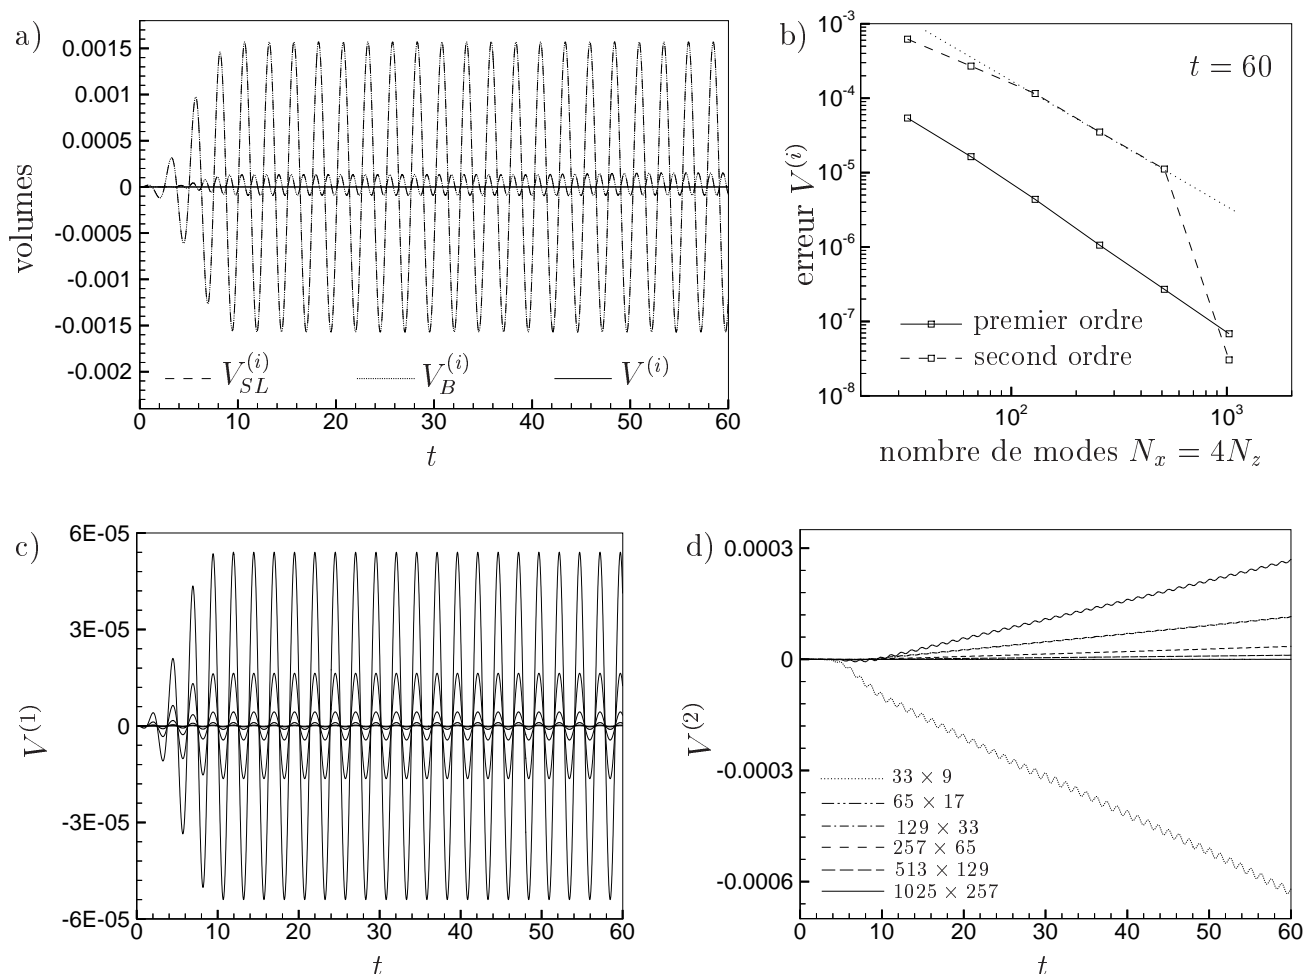 a)
0.0015
0.001
0.0005
0
-0.0005
-0.001
-0.0015
-0.002
volumes
V_{SL}^{(i)} V_B^{(i)} V^{(i)}
0 10 20 30 40 50 60
t
b)
10^{-3}
10^{-4}
10^{-5}
10^{-6}
10^{-7}
10^{-8}
erreur V^{(i)}
t = 60
premier ordre
second ordre
10^2 10^3
nombre de modes N_x = 4N_z
c)
6E-05
3E-05
0
-3E-05
-6E-05
V^{(1)}
0 10 20 30 40 50 60
t
d)
0.0003
0
-0.0003
-0.0006
V^{(2)}
33 × 9
65 × 17
129 × 33
257 × 65
513 × 129
1025 × 257
0 10 20 30 40 50 60
t